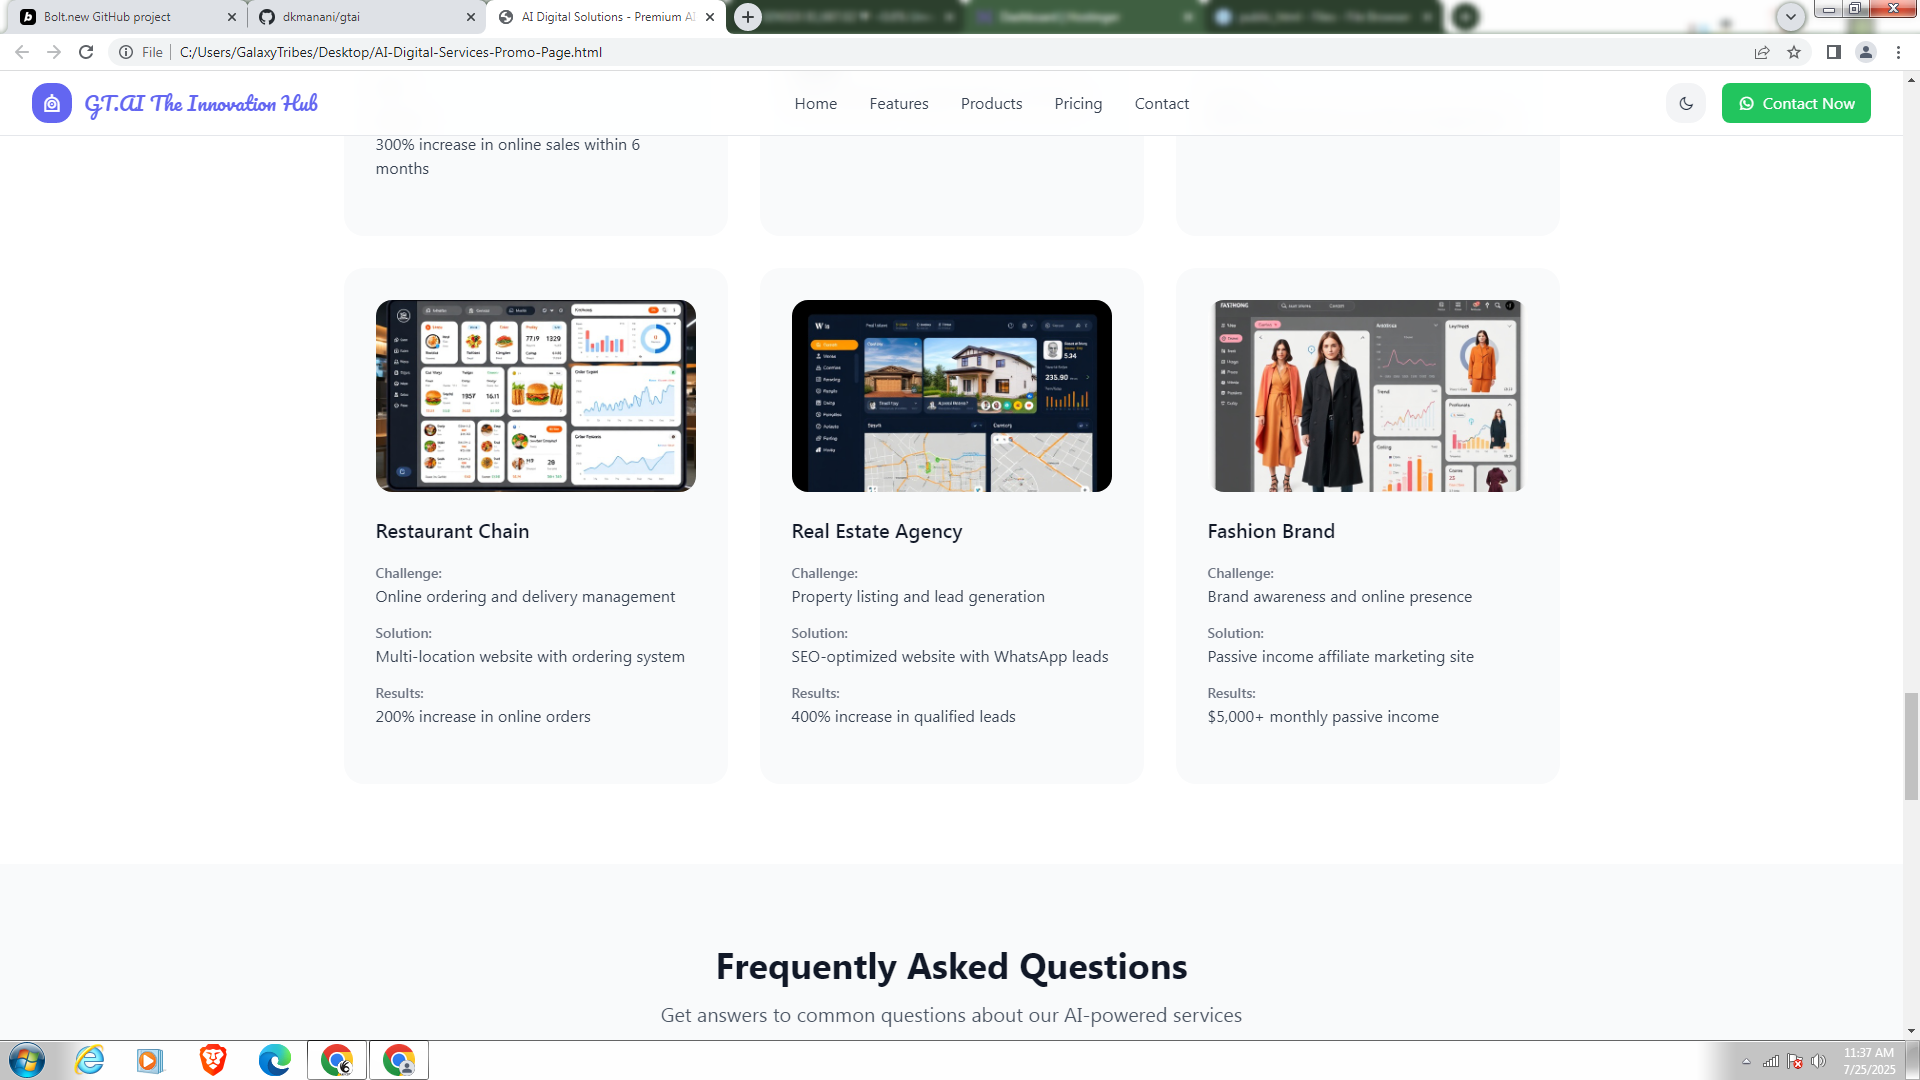 Bolt.new GitHub project
dkmanani/gtai
AI Digital Solutions - Premium AI
File
C:/Users/GalaxyTribes/Desktop/AI-Digital-Services-Promo-Page.html
GT.AI The Innovation Hub
Home
Features
Products
Pricing
Contact
Contact Now
300% increase in online sales within 6
months
FASTHONG
Restaurant Chain
Challenge:
Online ordering and delivery management
Solution:
Multi-location website with ordering system
Results:
200% increase in online orders
Real Estate Agency
Challenge:
Property listing and lead generation
Solution:
SEO-optimized website with WhatsApp leads
Results:
400% increase in qualified leads
Fashion Brand
Challenge:
Brand awareness and online presence
Solution:
Passive income affiliate marketing site
Results:
$5,000+ monthly passive income
Frequently Asked Questions
Get answers to common questions about our AI-powered services
11:37 AM
7/25/2025